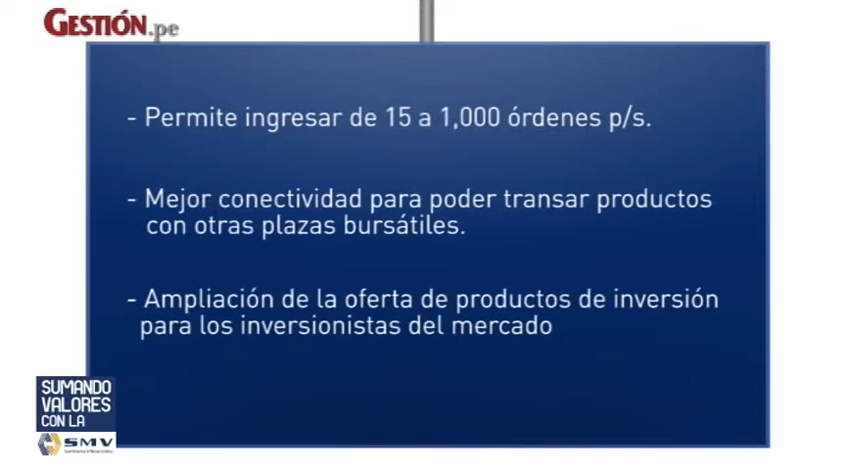 GESTIÓN.pe
- Permite ingresar de 15 a 1,000 órdenes p/s.
- Mejor conectividad para poder transar productos
con otras plazas bursátiles.
- Ampliación de la oferta de productos de inversión
para los inversionistas del mercado
SUMANDO
VALORES
CON LA
SMV